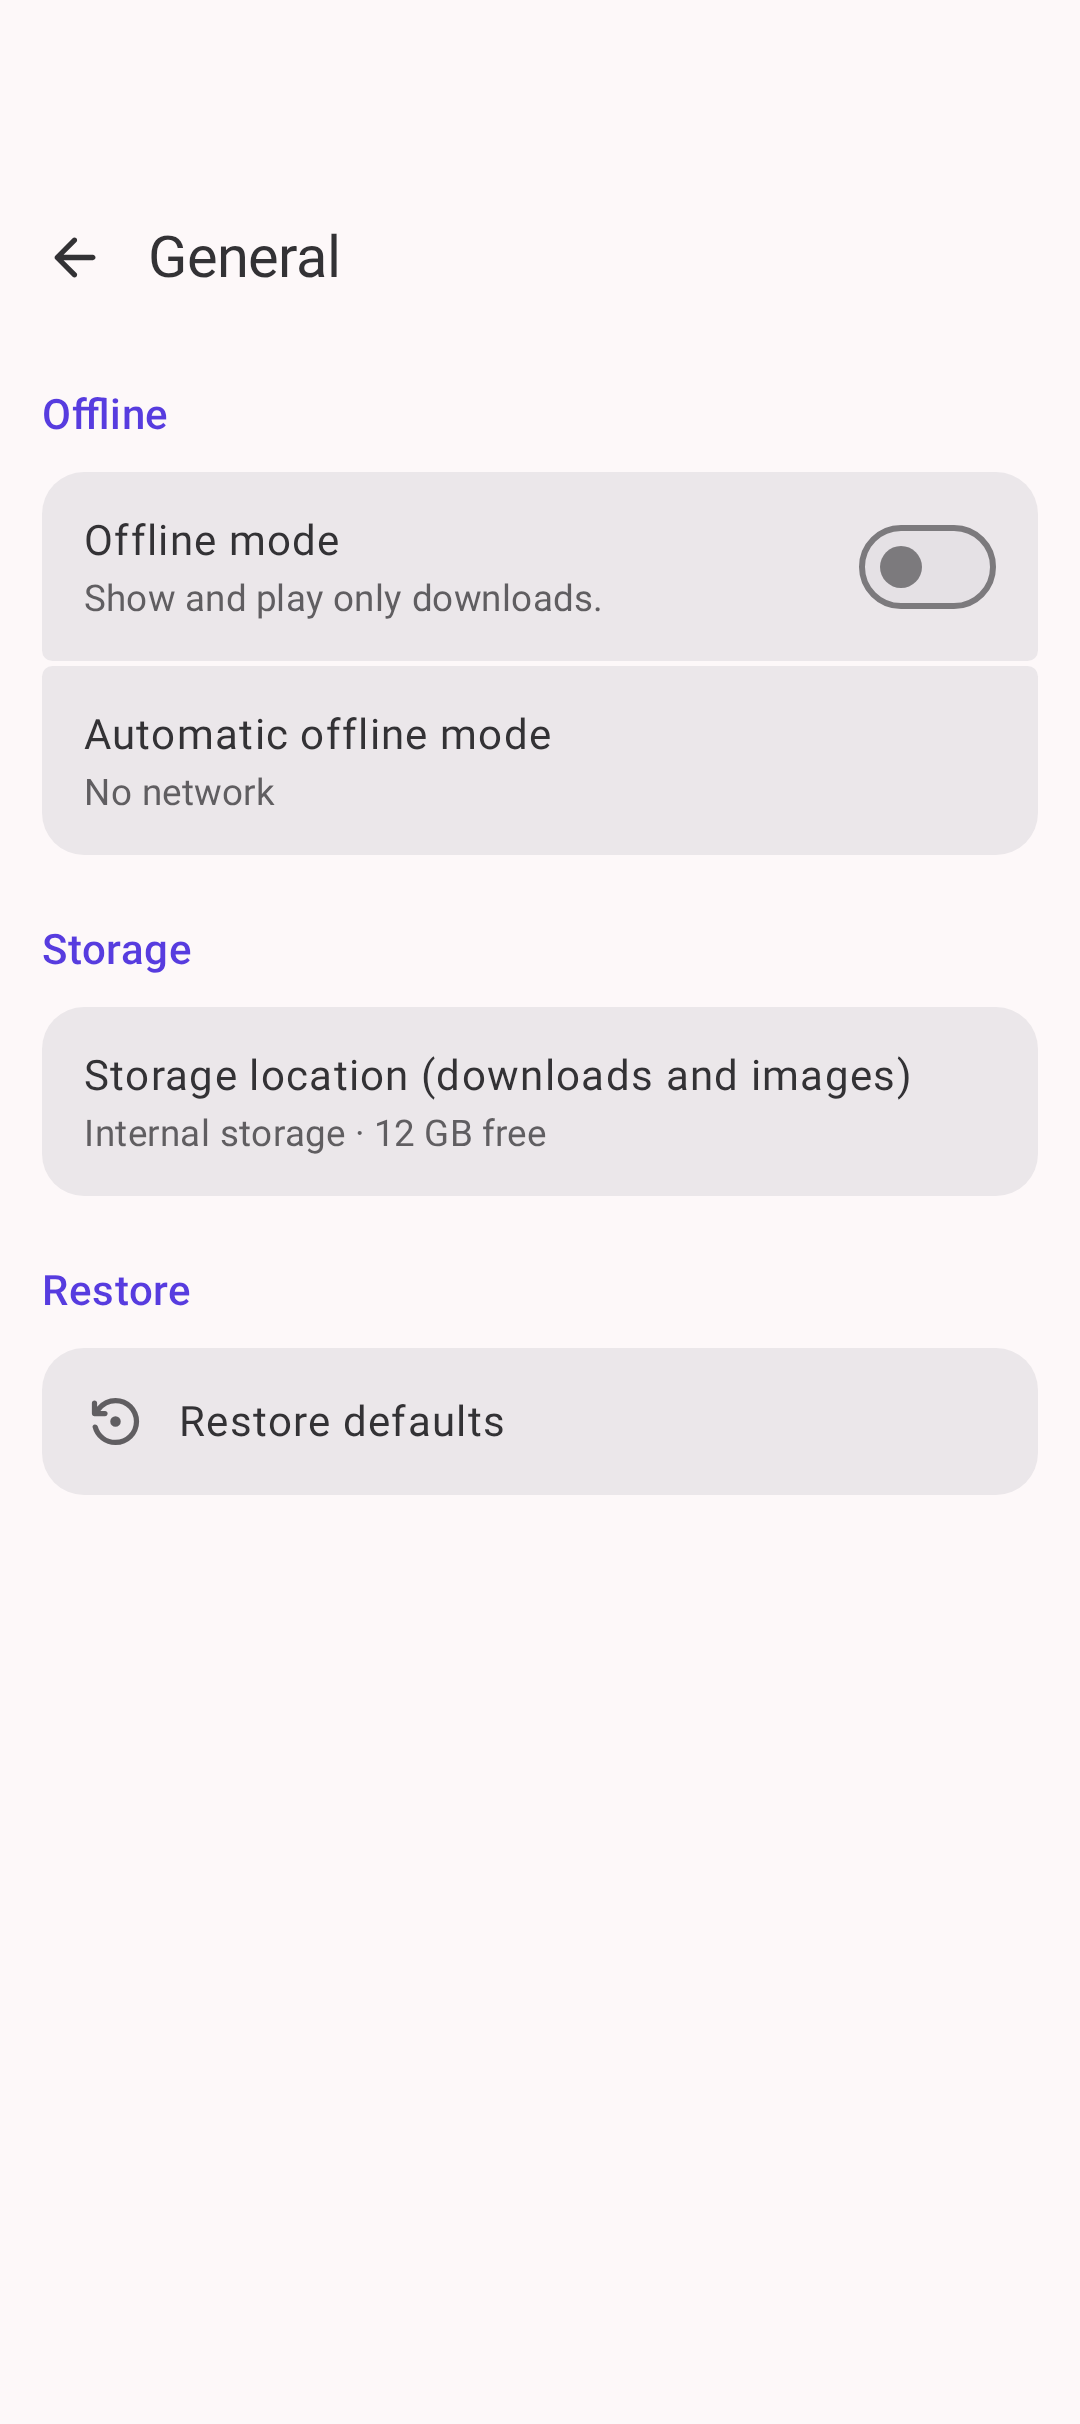 General
Offline
Offline mode
Show and play only downloads.
Automatic offline mode
No network
Storage
Storage location (downloads and images)
Internal storage · 12 GB free
Restore
Restore defaults